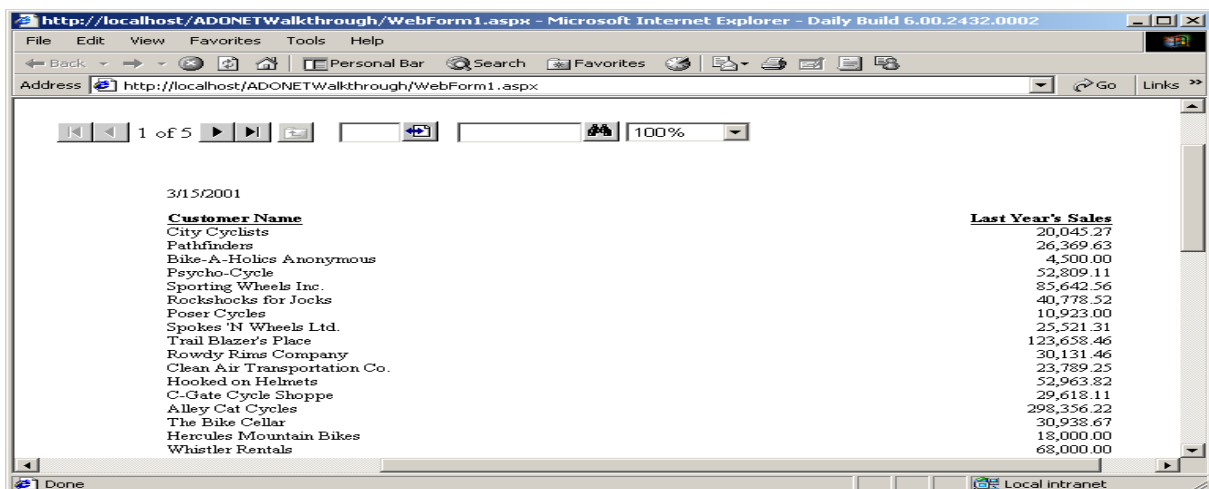 http://localhost/ADONETWalkthrough/WebForm1.aspx - Microsoft Internet Explorer - Daily Build 6.00.2432.0002
File Edit View Favorites Tools Help
Back Personal Bar Search Favorites
Address http://localhost/ADONETWalkthrough/WebForm1.aspx Go Links »
1 of 5 100%
3/15/2001
Customer Name Last Year's Sales
City Cyclists 20,045.27
Pathfinders 26,369.63
Bike-A-Holics Anonymous 4,500.00
Psycho-Cycle 52,809.11
Sporting Wheels Inc. 85,642.56
Rockshocks for Jocks 40,778.52
Poser Cycles 10,923.00
Spokes 'N Wheels Ltd. 25,521.31
Trail Blazer's Place 123,658.46
Rowdy Rims Company 30,131.46
Clean Air Transportation Co. 23,789.25
Hooked on Helmets 52,963.82
C-Gate Cycle Shoppe 29,618.11
Alley Cat Cycles 298,356.22
The Bike Cellar 30,938.67
Hercules Mountain Bikes 18,000.00
Whistler Rentals 68,000.00
Done Local intranet